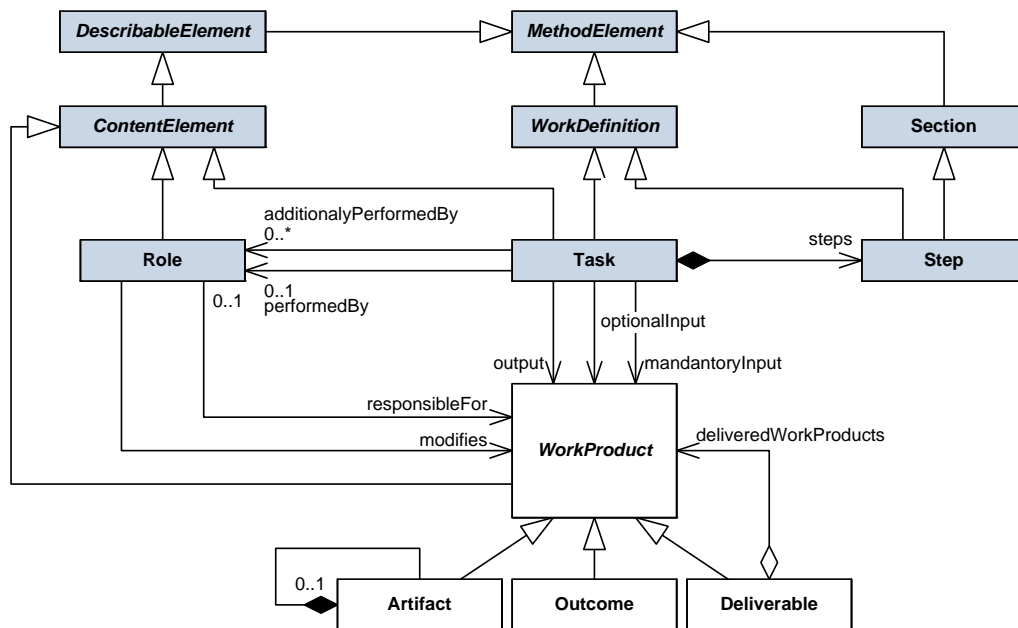 DescribableElement
MethodElement
ContentElement
WorkDefinition
Section
additionalyPerformedBy
0..*
steps
Role
Task
Step
0..1
0..1
performedBy
optionalInput
output
mandantoryInput
responsibleFor
modifies
deliveredWorkProducts
WorkProduct
0..1
Artifact
Outcome
Deliverable